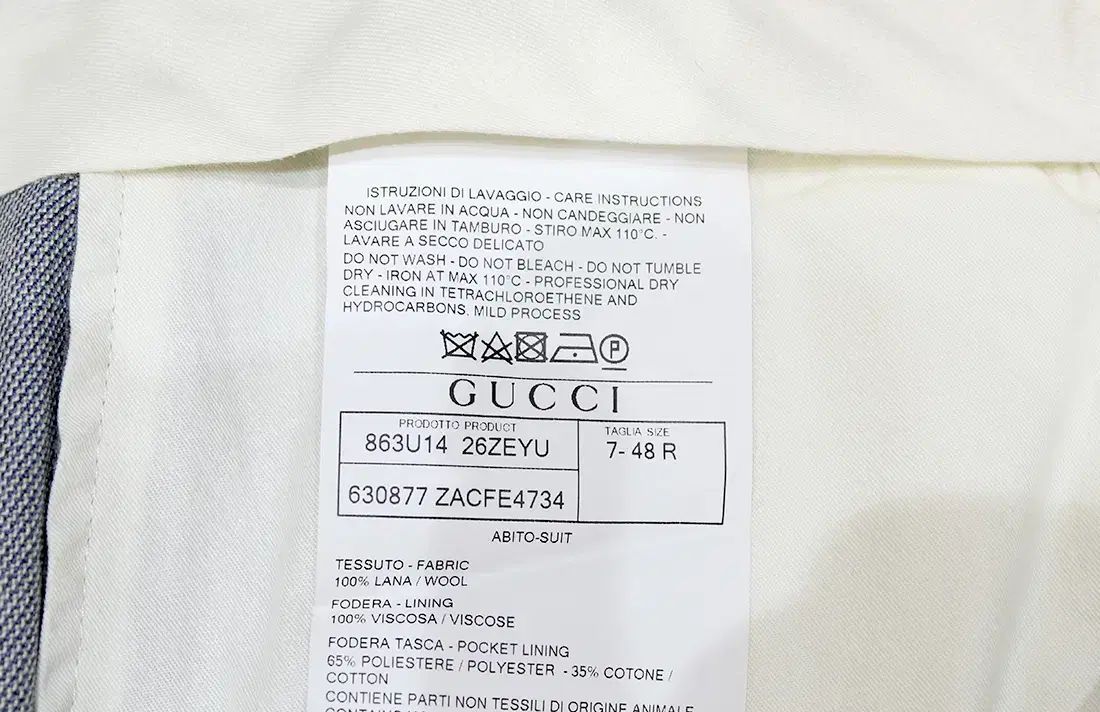 ISTRUZIONI DI LAVAGGIO - CARE INSTRUCTIONS
NON LAVARE IN ACQUA - NON CANDEGGIARE - NON
ASCIUGARE IN TAMBURO - STIRO MAX 110°C. -
LAVARE A SECCO DELICATO
DO NOT WASH - DO NOT BLEACH - DO NOT TUMBLE
DRY - IRON AT MAX 110°C - PROFESSIONAL DRY
CLEANING IN TETRACHLOROETHENE AND
HYDROCARBONS. MILD PROCESS
P
GUCCI
PRODOTTO PRODUCT
863U14 26ZEYU
630877 ZACFE4734
TAGLIA SIZE
7- 48 R
ABITO-SUIT
TESSUTO - FABRIC
100% LANA / WOOL
FODERA - LINING
100% VISCOSA / VISCOSE
FODERA TASCA - POCKET LINING
65% POLIESTERE / POLYESTER - 35% COTONE /
COTTON
CONTIENE PARTI NON TESSILI DI ORIGINE ANIMALE